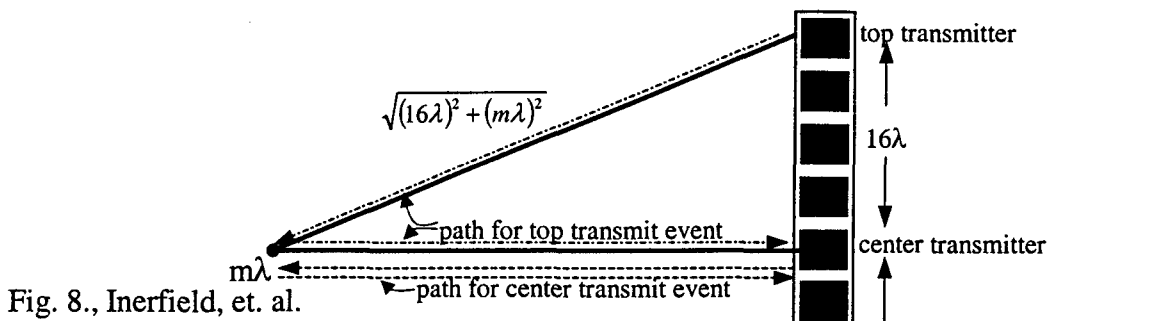 top transmitter
√(16λ)² + (mλ)²
16λ
path for top transmit event
center transmitter
mλ
path for center transmit event
Fig. 8., Inerfield, et. al.